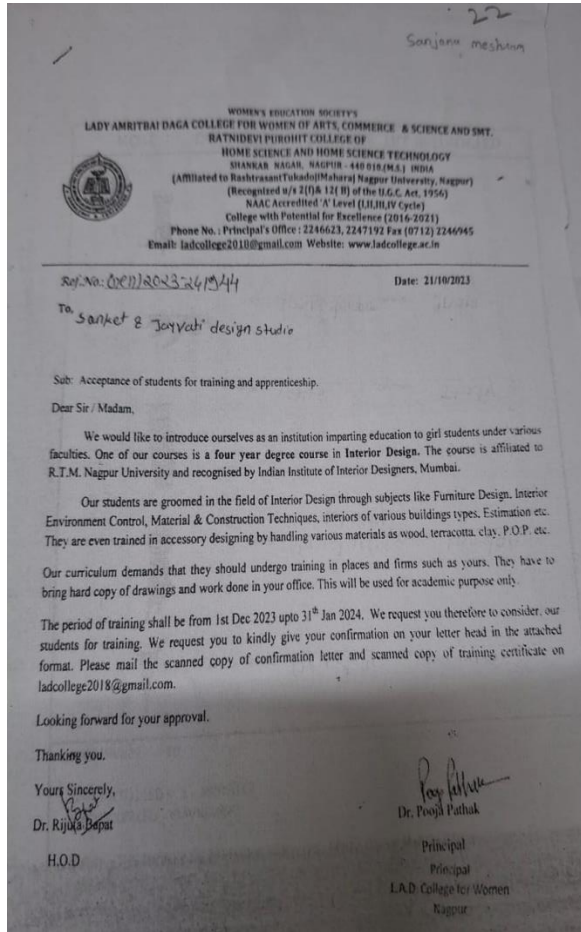 22
Sanjana meshram
WOMEN'S EDUCATION SOCIETY'S
LADY AMRITBAI DAGA COLLEGE FOR WOMEN OF ARTS, COMMERCE & SCIENCE AND SMT.
RATNIDEVI PUROHIT COLLEGE OF
HOME SCIENCE AND HOME SCIENCE TECHNOLOGY
SHANKAR NAGAR, NAGPUR - 440 010.(M.S.) INDIA
(Affiliated to RashtrasantTukadojiMaharaj Nagpur University, Nagpur)
(Recognized u/s 2(f)& 12( B) of the U.G.C. Act, 1956)
NAAC Accredited 'A' Level (I,II,III,IV Cycle)
College with Potential for Excellence (2016-2021)
Phone No. : Principal's Office : 2246623, 2247192 Fax (0712) 2246945
Email: Website: www.ladcollege.ac.in
Ref.No.: Date: 21/10/2023
To,
Sanket & Jayvati design studio
Sub: Acceptance of students for training and apprenticeship.
Dear Sir / Madam,
We would like to introduce ourselves as an institution imparting education to girl students under various
faculties. One of our courses is a four year degree course in Interior Design. The course is affiliated to
R.T.M. Nagpur University and recognised by Indian Institute of Interior Designers, Mumbai.
Our students are groomed in the field of Interior Design through subjects like Furniture Design, Interior
Environment Control, Material & Construction Techniques, interiors of various buildings types, Estimation etc.
They are even trained in accessory designing by handling various materials as wood, terracotta, clay, P.O.P. etc.
Our curriculum demands that they should undergo training in places and firms such as yours. They have to
bring hard copy of drawings and work done in your office. This will be used for academic purpose only.
The period of training shall be from 1st Dec 2023 upto 31th Jan 2024. We request you therefore to consider, our
students for training. We request you to kindly give your confirmation on your letter head in the attached
format. Please mail the scanned copy of confirmation letter and scanned copy of training certificate on
ladcollege2018@gmail.com.
Looking forward for your approval.
Thanking you.
Yours Sincerely,
Dr. Rijuta Bapat
H.O.D
Pooja Pathak
Dr. Pooja Pathak
Principal
Principal
L.A.D. College for Women
Nagpur